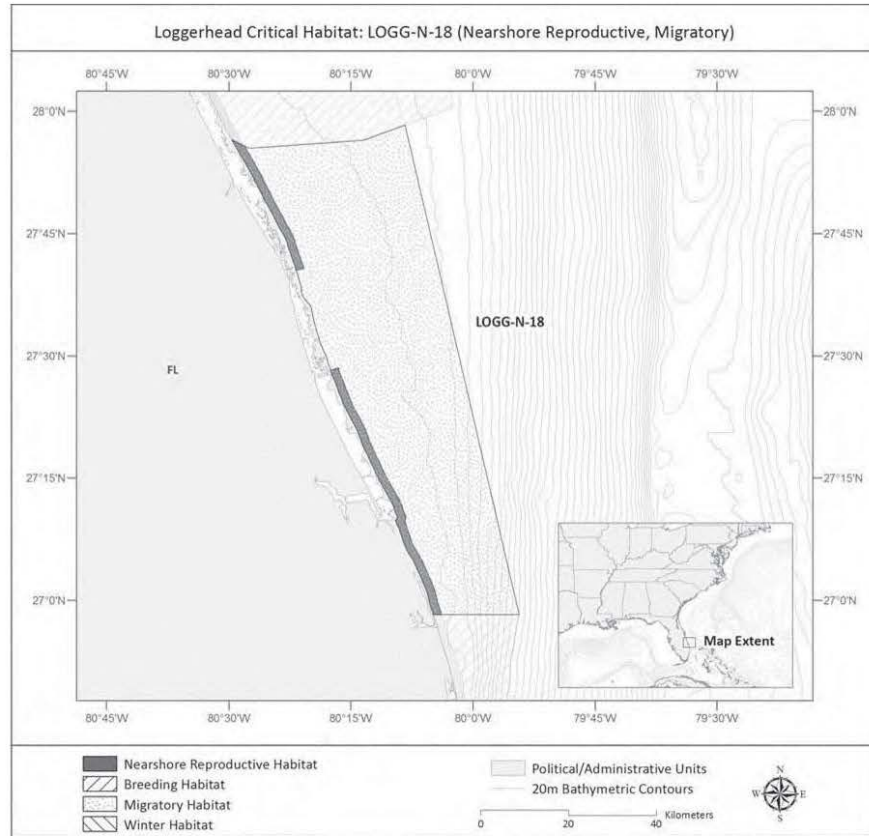 Loggerhead Critical Habitat: LOGG-N-18 (Nearshore Reproductive, Migratory)
80°45'W 80°30'W 80°15'W 80°0'W 79°45'W 79°30'W
28°0'N 28°0'N
27°45'N 27°45'N
LOGG-N-18
27°30'N 27°30'N
FL
27°15'N 27°15'N
27°0'N 27°0'N
Map Extent
80°45'W 80°30'W 80°15'W 80°0'W 79°45'W 79°30'W
Nearshore Reproductive Habitat
Breeding Habitat
Migratory Habitat
Winter Habitat
Political/Administrative Units
20m Bathymetric Contours
Kilometers
0 20 40
N
W E
S